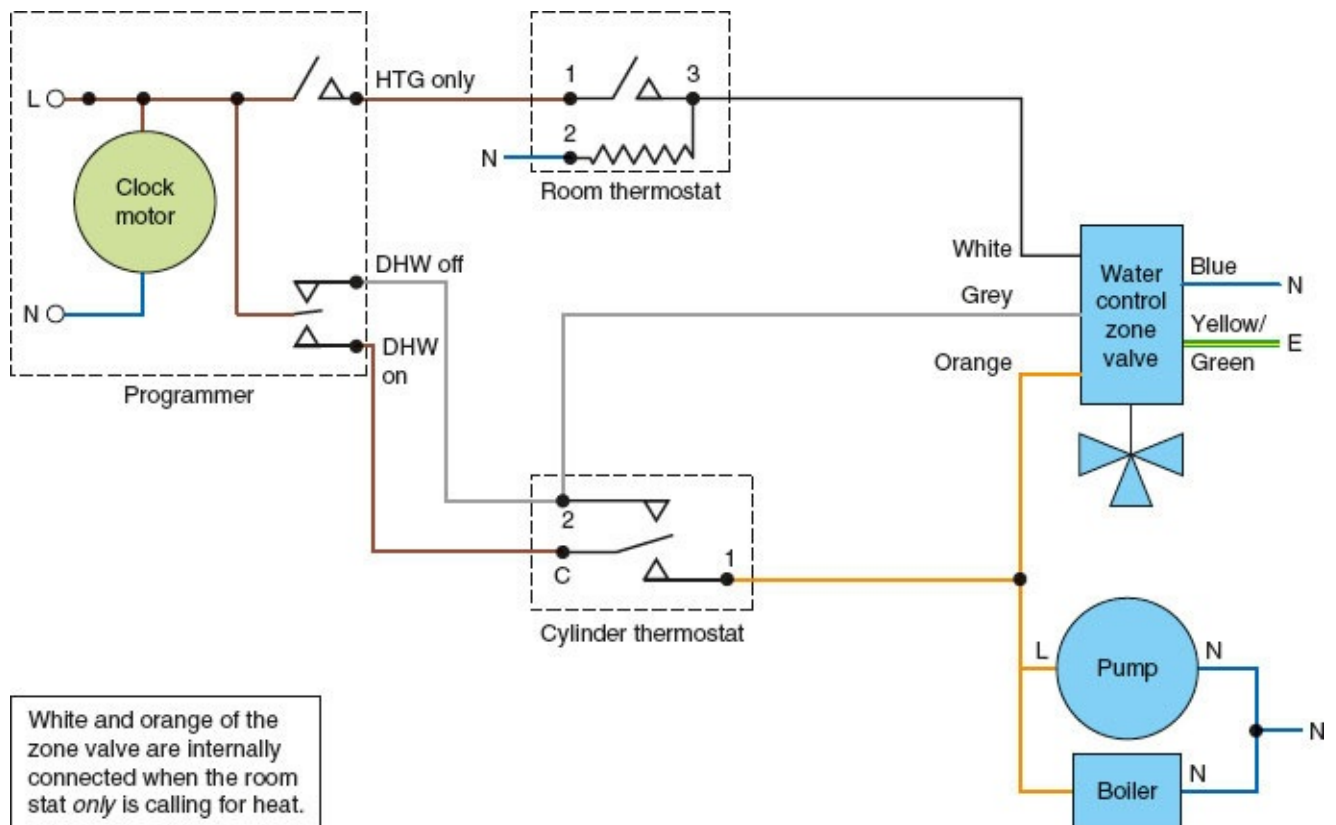 L
HTG only
1
3
2
N
Clock
motor
Room thermostat
DHW off
N
DHW
on
Programmer
White
Grey
Orange
Water
control
zone
valve
Blue
N
Yellow/
Green
E
2
C
1
Cylinder thermostat
L
Pump
N
N
Boiler
N
White and orange of the
zone valve are internally
connected when the room
stat only is calling for heat.